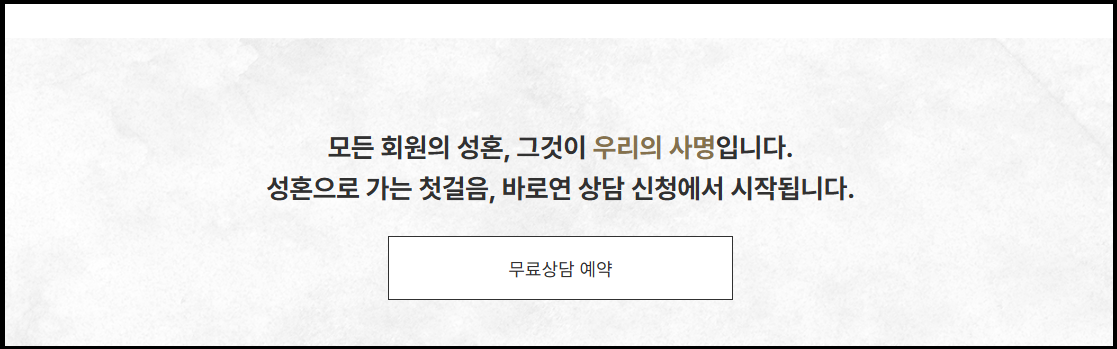 모든 회원의 성혼, 그것이 우리의 사명입니다.
성혼으로 가는 첫걸음, 바로연 상담 신청에서 시작됩니다.
무료상담 예약